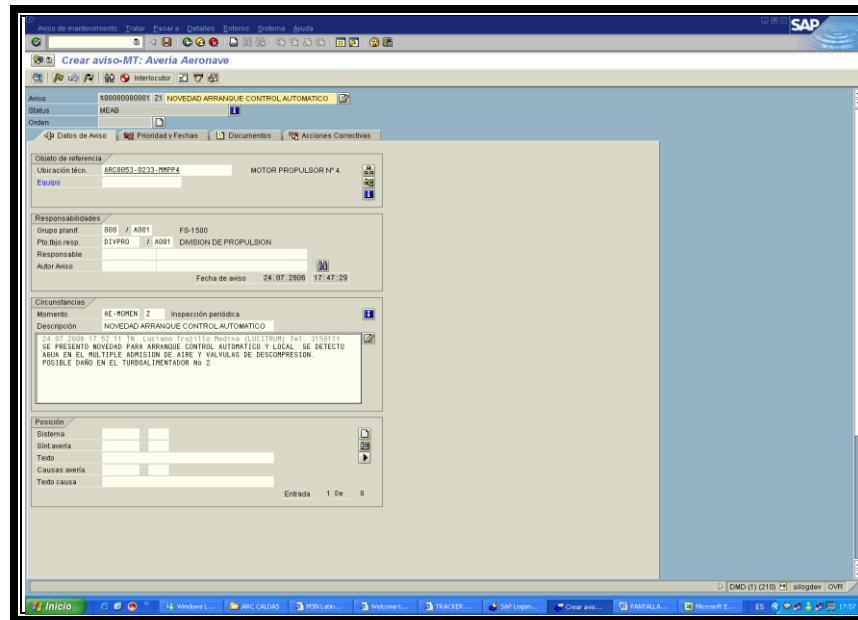 Aviso de mantenimiento Tratar Pasar a Detalles Entorno Sistema Ayuda
SAP
Crear aviso-MT: Averia Aeronave
Interlocutor
Aviso %00000000001 Z1 NOVEDAD ARRANQUE CONTROL AUTOMATICO
Status MEAB
Orden
Datos de Aviso Prioridad y Fechas Documentos Acciones Correctivas
Objeto de referencia
Ubicación técn. ARC8053-0233-MMPP4 MOTOR PROPULSOR Nº 4.
Equipo
Responsabilidades
Grupo planif. 008 / A001 FS-1500
Pto.tbjo.resp. DIVPRO / A001 DIVISION DE PROPULSION
Responsable
Autor Aviso
Fecha de aviso 24.07.2006 17:47:29
Circunstancias
Momento AE-MOMEN Z Inspección periódica
Descripción NOVEDAD ARRANQUE CONTROL AUTOMATICO
24.07.2006 17:52:11 TN. Luciano Trujillo Medina (LUCITRUM) Tel. 3150111
SE PRESENTO NOVEDAD PARA ARRANQUE CONTROL AUTOMATICO Y LOCAL. SE DETECTO
AGUA EN EL MULTIPLE ADMISION DE AIRE Y VALVULAS DE DESCOMPRESION.
POSIBLE DAÑO EN EL TURBOALIMENTADOR No 2
Posición
Sistema
Sínt.avería
Texto
Causas avería
Texto causa
Entrada 1 De 0
DMD (1) (210) silogdev OVR
Inicio Windows L... ARC CALDAS MSN Latin... Welcome t... TRACKER ... SAP Logon... Crear avis... PANTALLA... Microsoft E... ES 17:57